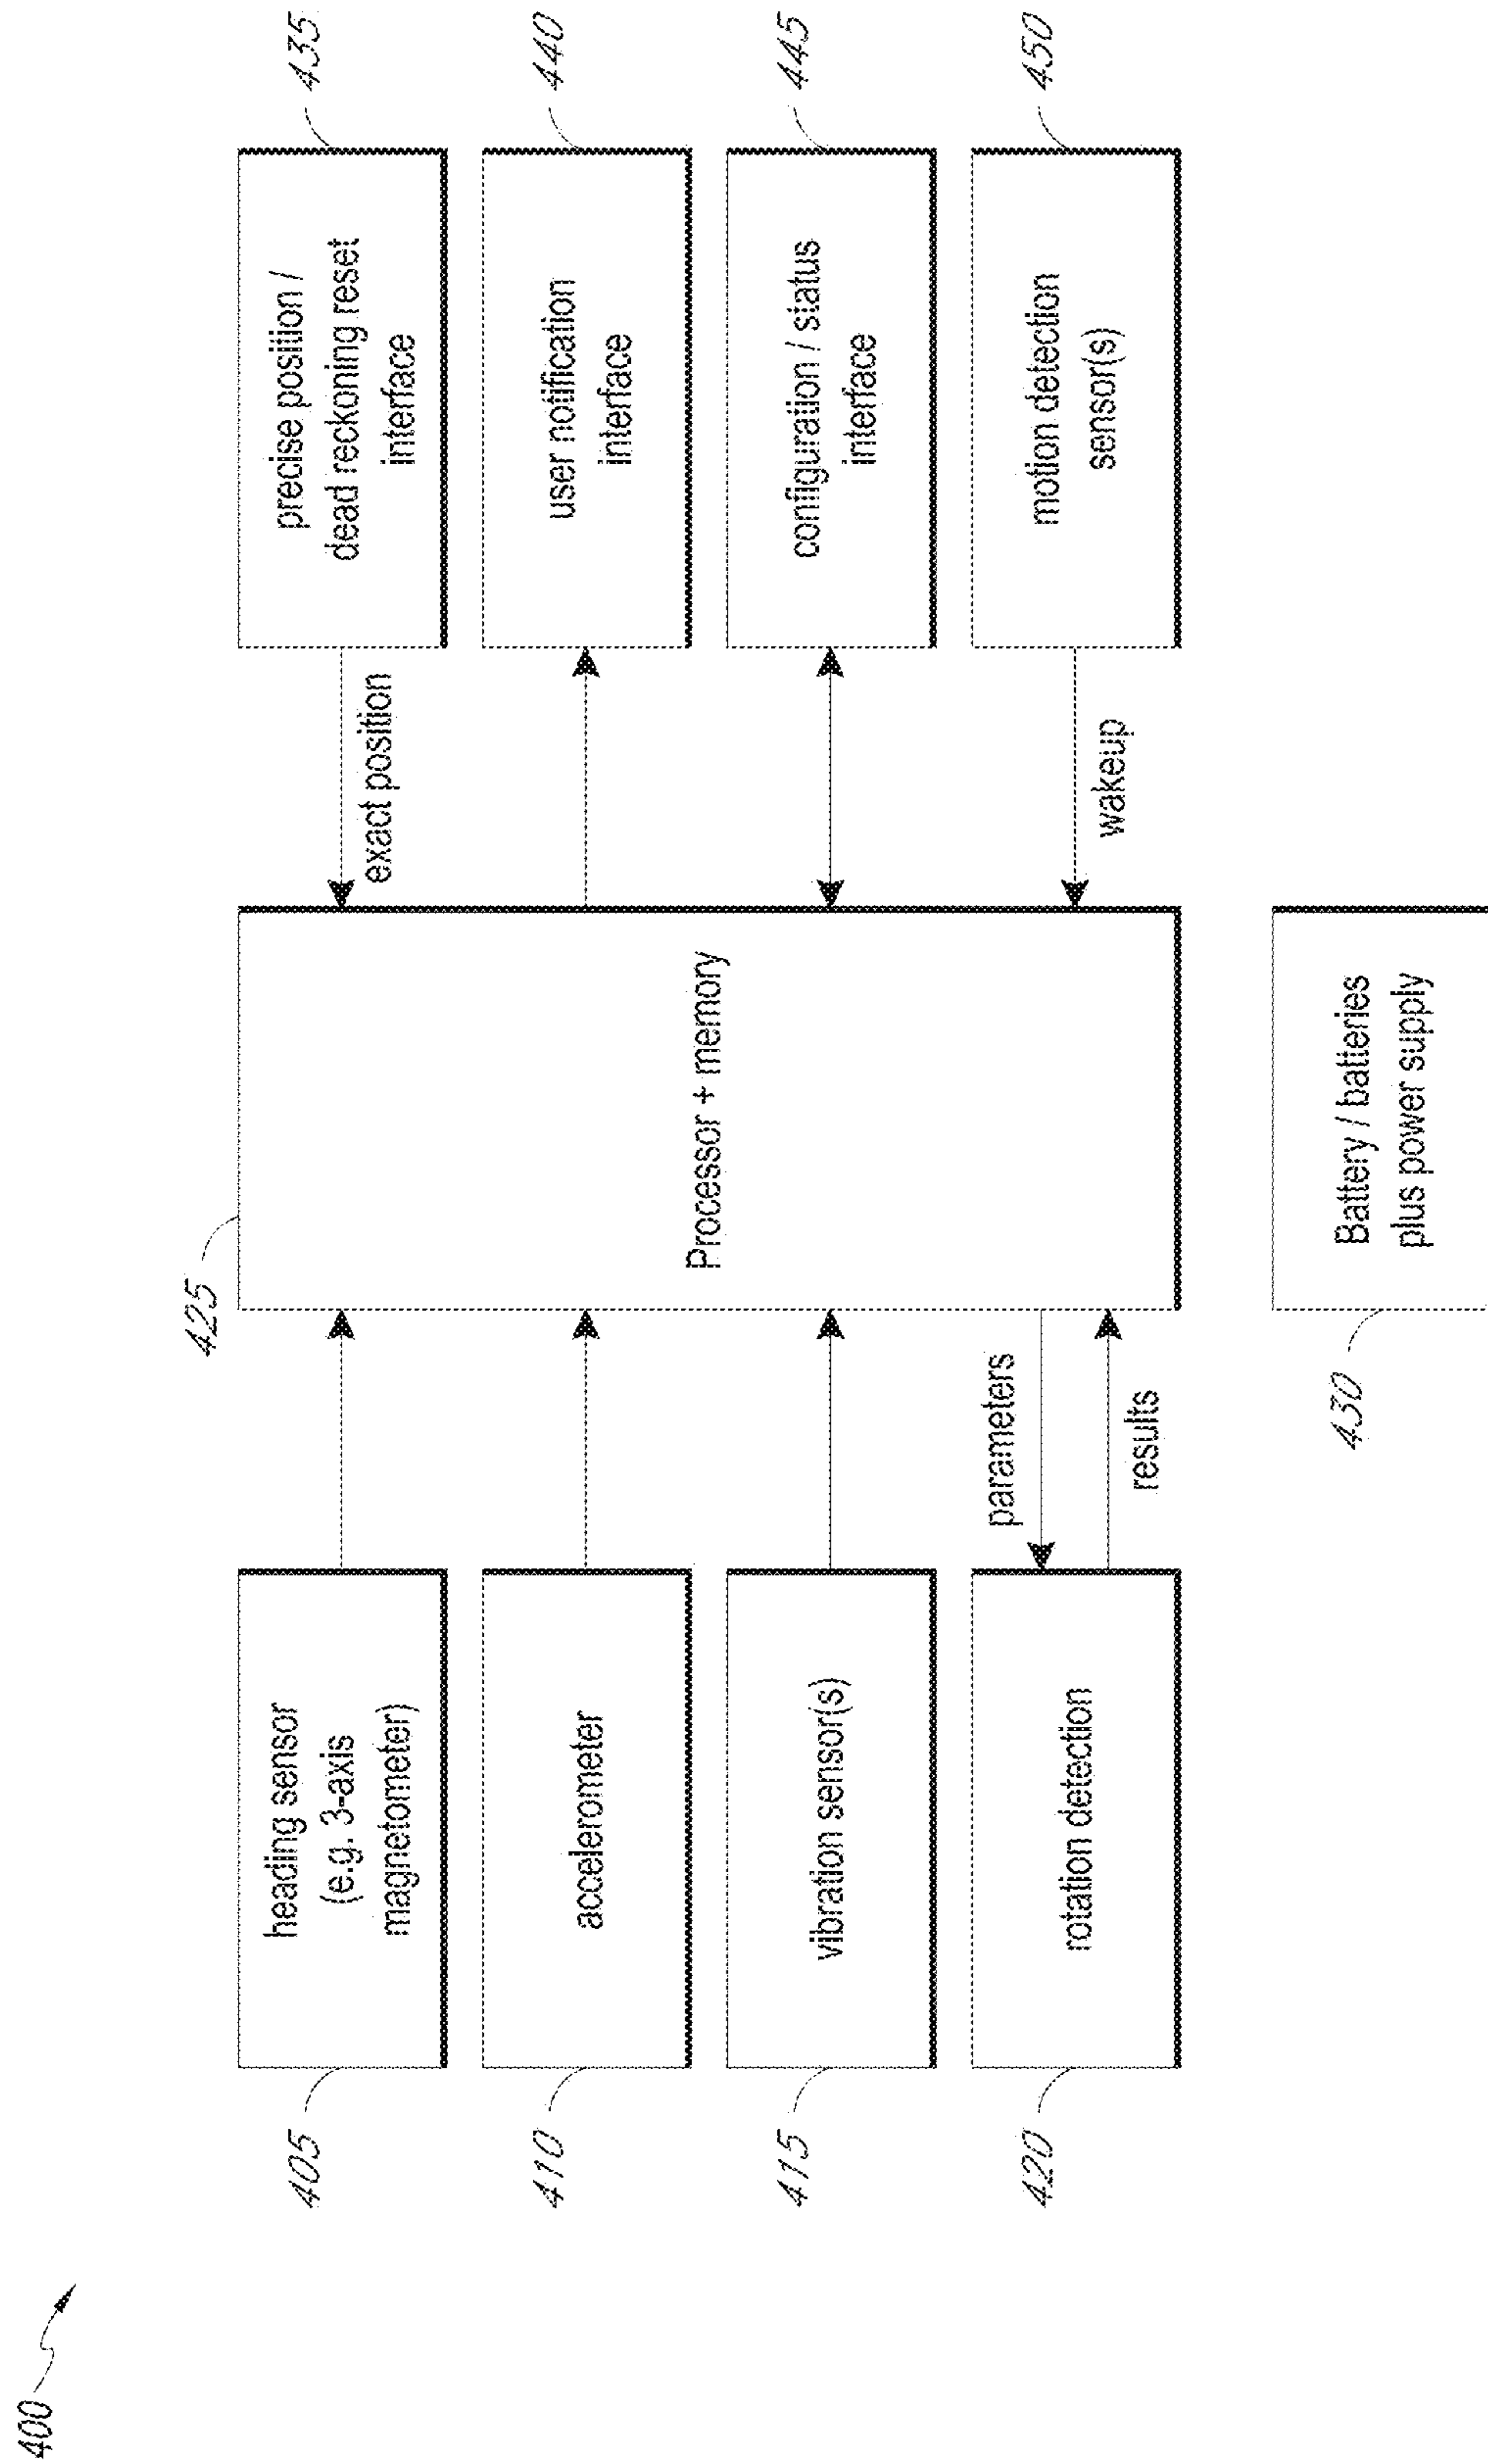 400
405
heading sensor
(e.g. 3-axis
magnetometer)
410
accelerometer
415
vibration sensor(s)
420
rotation detection
parameters
results
425
Processor + memory
430
Battery / batteries
plus power supply
exact position
wakeup
435
precise position /
dead reckoning reset
interface
440
user notification
interface
445
configuration / status
interface
450
motion detection
sensor(s)